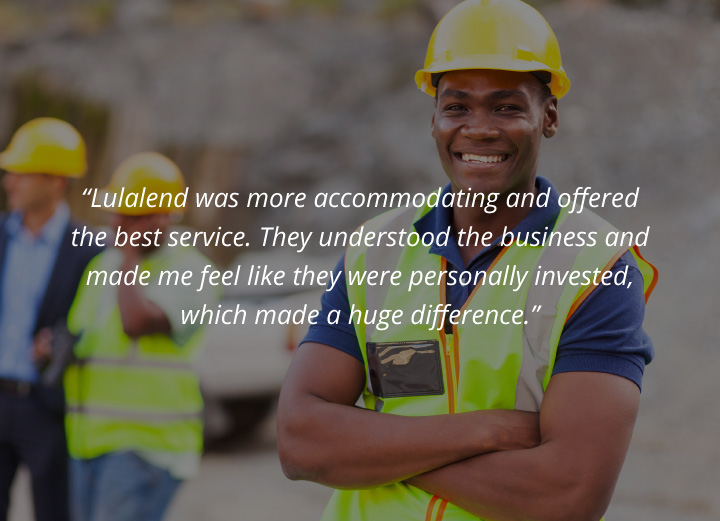 “Lulalend was more accommodating and offered
the best service. They understood the business and
made me feel like they were personally invested,
which made a huge difference.”